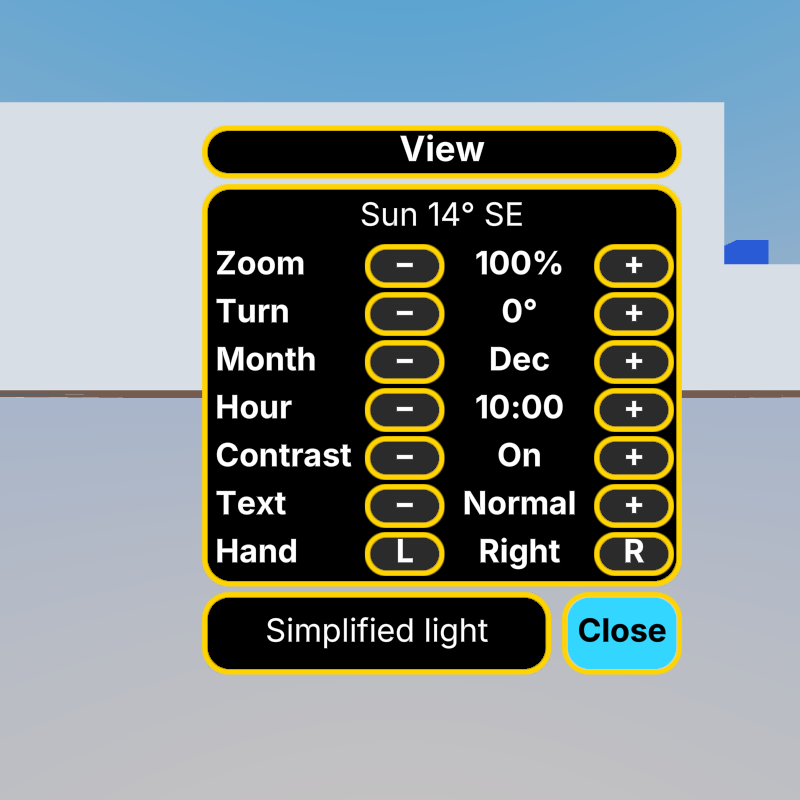 View
Sun 14° SE
Zoom − 100% +
Turn − 0° +
Month − Dec +
Hour − 10:00 +
Contrast − On +
Text − Normal +
Hand L Right R
Simplified light Close